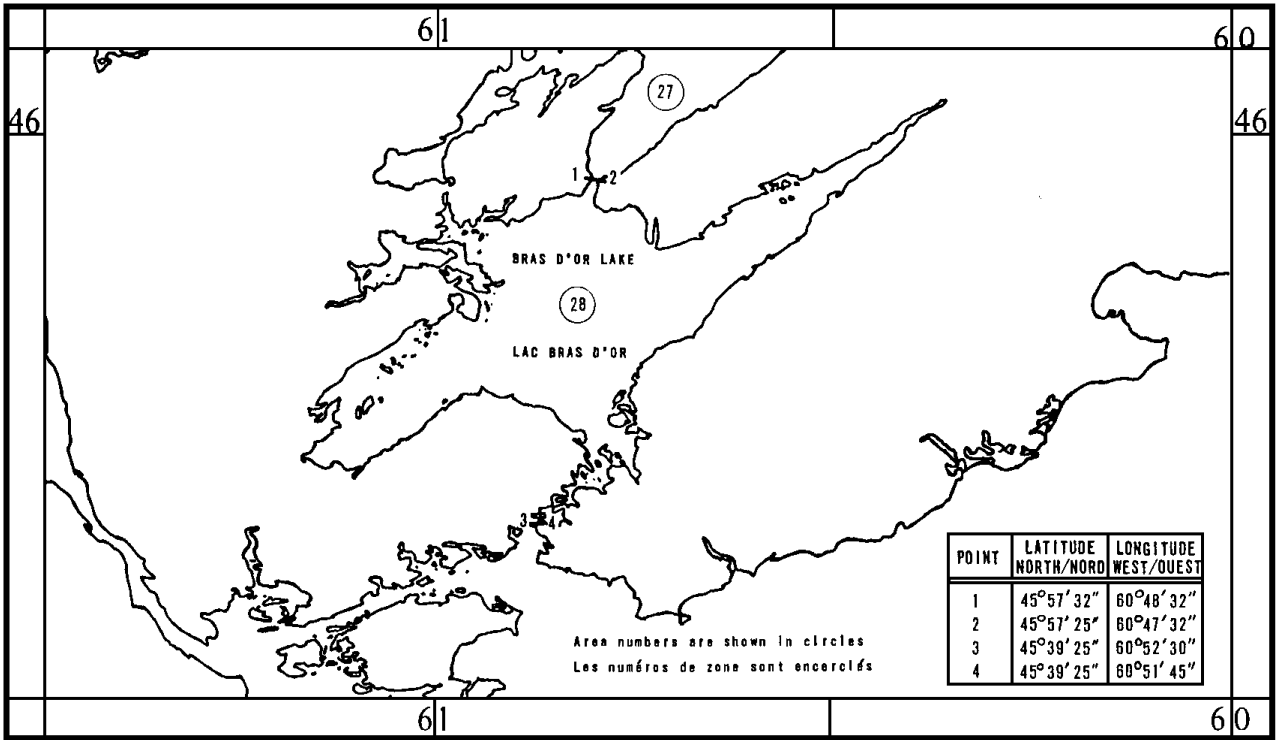 61
60
27
46
46
1
2
BRAS D'OR LAKE
28
LAC BRAS D'OR
3
4
POINT LATITUDE NORTH/NORD LONGITUDE WEST/OUEST
1 45°57'32" 60°48'32"
2 45°57'25" 60°47'32"
3 45°39'25" 60°52'30"
4 45°39'25" 60°51'45"
Area numbers are shown in circles
Les numéros de zone sont encerclés
61
60